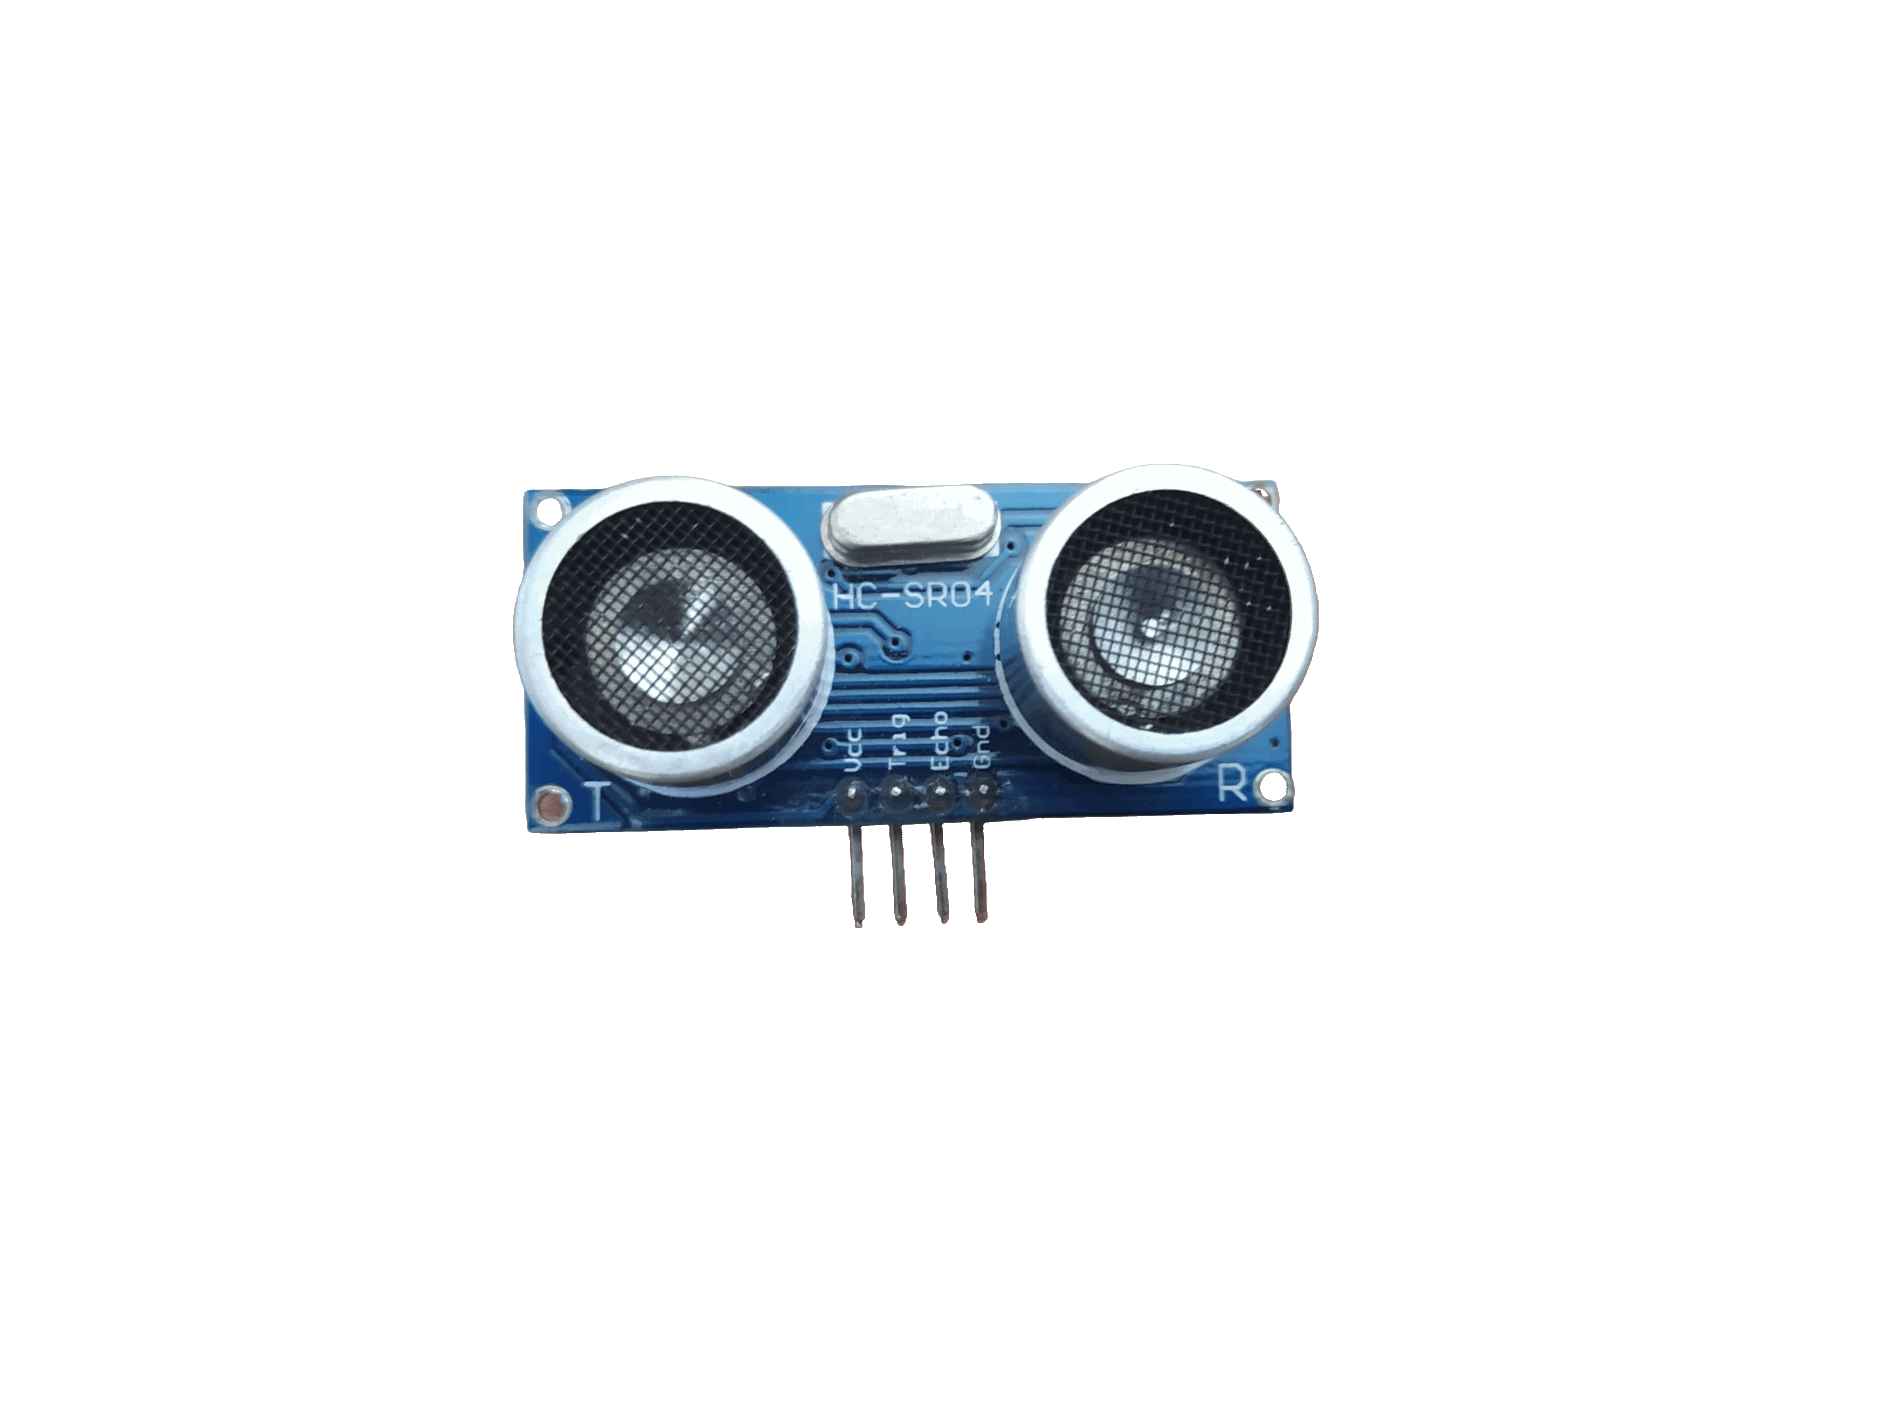 HC-SR04
Vcc
Trig
Echo
Gnd
T
R